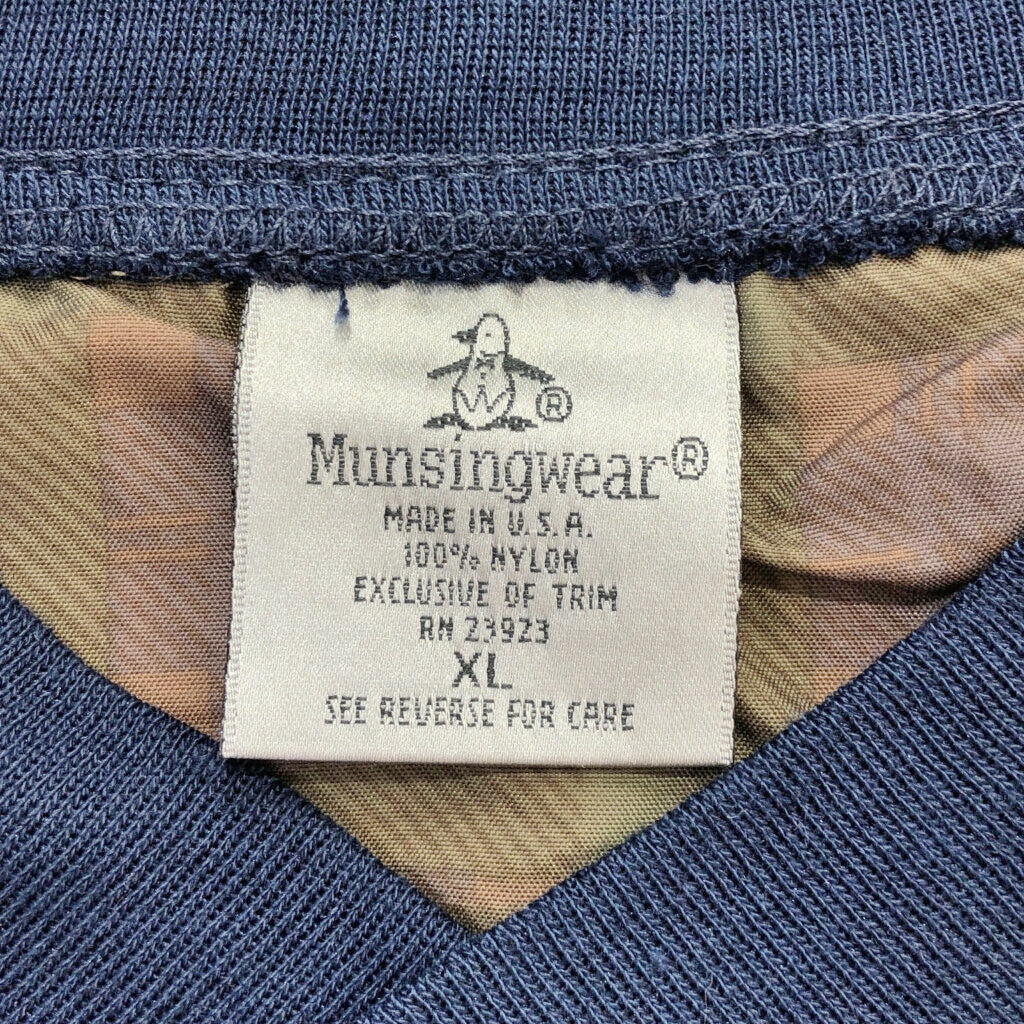 ®
Munsingwear®
MADE IN U.S.A.
100% NYLON
EXCLUSIVE OF TRIM
RN 23923
XL
SEE REVERSE FOR CARE